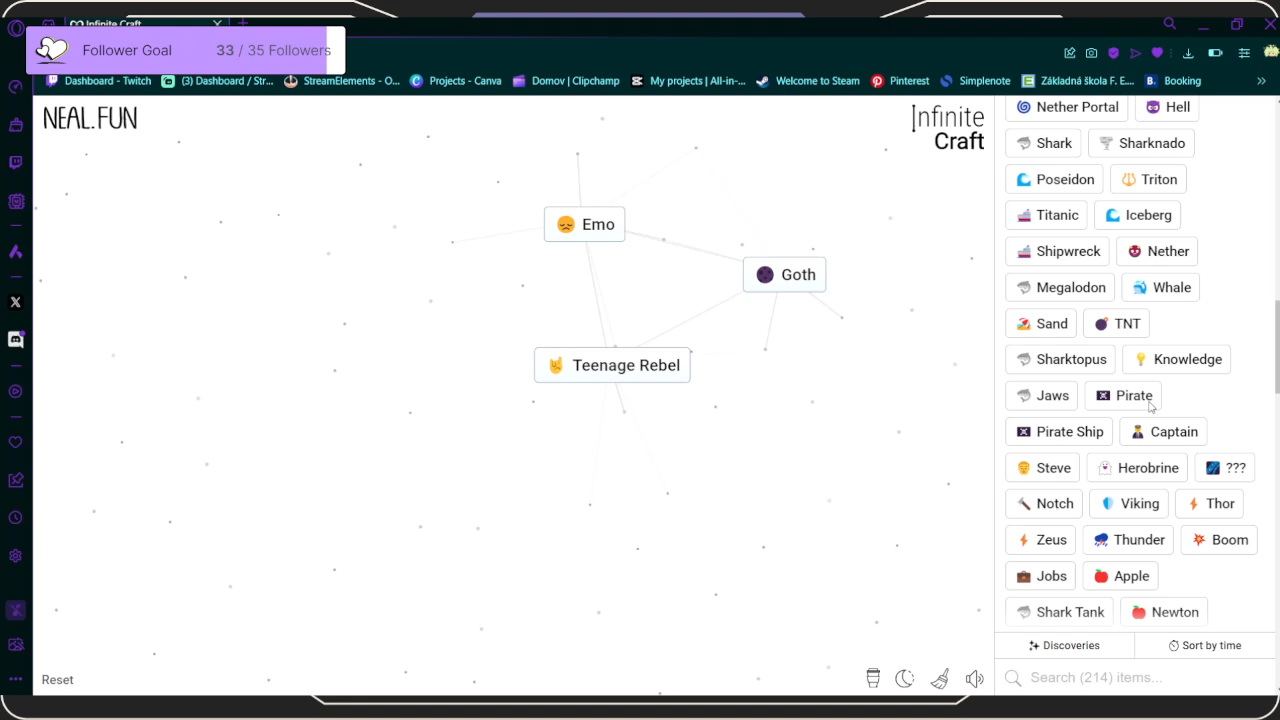 Infinite Craft
Follower Goal 33 / 35 Followers
Dashboard - Twitch (3) Dashboard / Str... StreamElements - O... Projects - Canva Domov | Clipchamp My projects | All-in-... Welcome to Steam Pinterest Simplenote Základná škola F. E... Booking
NEAL.FUN
Infinite
Craft
Emo
Goth
Teenage Rebel
Nether Portal Hell
Shark Sharknado
Poseidon Triton
Titanic Iceberg
Shipwreck Nether
Megalodon Whale
Sand TNT
Sharktopus Knowledge
Jaws Pirate
Pirate Ship Captain
Steve Herobrine ???
Notch Viking Thor
Zeus Thunder Boom
Jobs Apple
Shark Tank Newton
Discoveries Sort by time
Search (214) items...
Reset